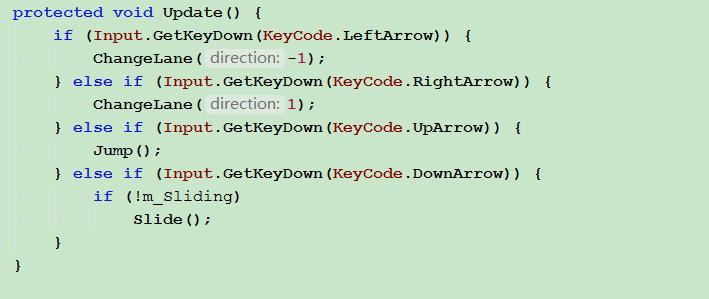 protected void Update() {
    if (Input.GetKeyDown(KeyCode.LeftArrow)) {
        ChangeLane( direction: -1);
    } else if (Input.GetKeyDown(KeyCode.RightArrow)) {
        ChangeLane( direction: 1);
    } else if (Input.GetKeyDown(KeyCode.UpArrow)) {
        Jump();
    } else if (Input.GetKeyDown(KeyCode.DownArrow)) {
        if (!m_Sliding)
            Slide();
    }
}